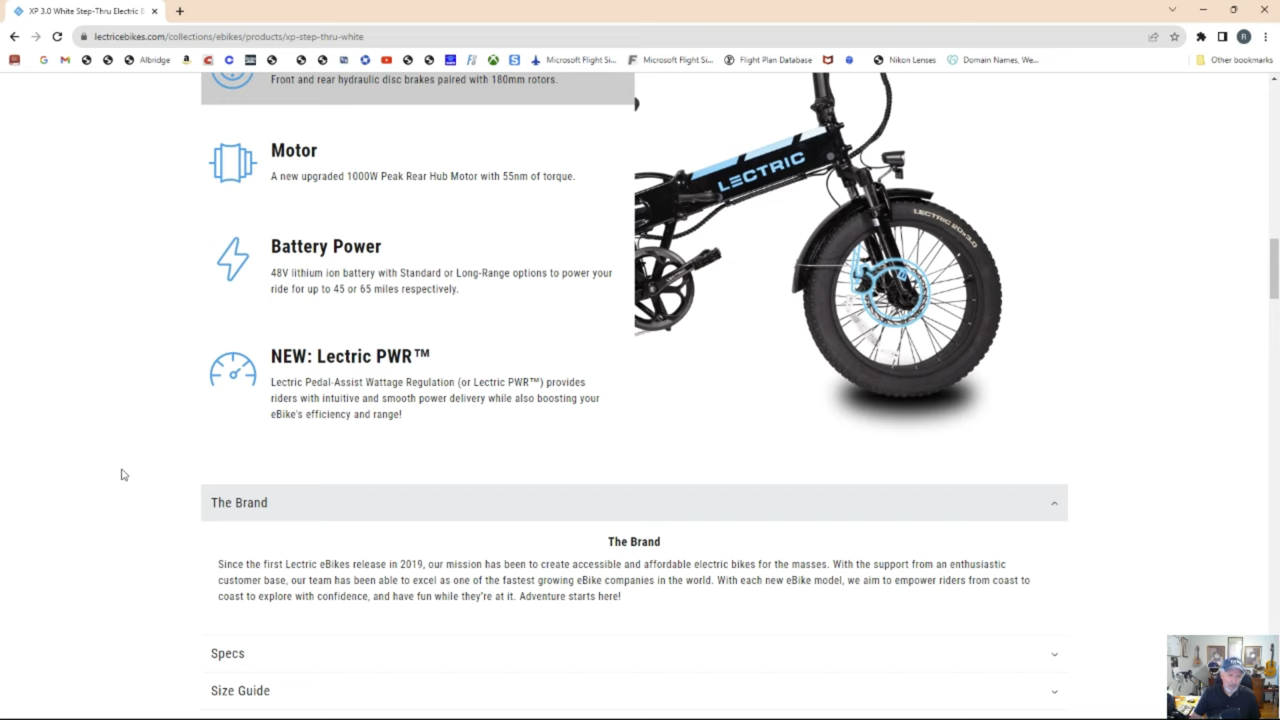 XP 3.0 White Step-Thru Electric B
lectricebikes.com/collections/ebikes/products/xp-step-thru-white
R
Albridge
Microsoft Flight Si...
Microsoft Flight Si...
Flight Plan Database
Nikon Lenses
Domain Names, We...
Other bookmarks
Front and rear hydraulic disc brakes paired with 180mm rotors.
Motor
A new upgraded 1000W Peak Rear Hub Motor with 55nm of torque.
Battery Power
48V lithium ion battery with Standard or Long-Range options to power your
ride for up to 45 or 65 miles respectively.
NEW: Lectric PWR™
Lectric Pedal-Assist Wattage Regulation (or Lectric PWR™) provides
riders with intuitive and smooth power delivery while also boosting your
eBike's efficiency and range!
LECTRIC
LECTRIC 20x3.0
The Brand
The Brand
Since the first Lectric eBikes release in 2019, our mission has been to create accessible and affordable electric bikes for the masses. With the support from an enthusiastic
customer base, our team has been able to excel as one of the fastest growing eBike companies in the world. With each new eBike model, we aim to empower riders from coast to
coast to explore with confidence, and have fun while they're at it. Adventure starts here!
Specs
Size Guide